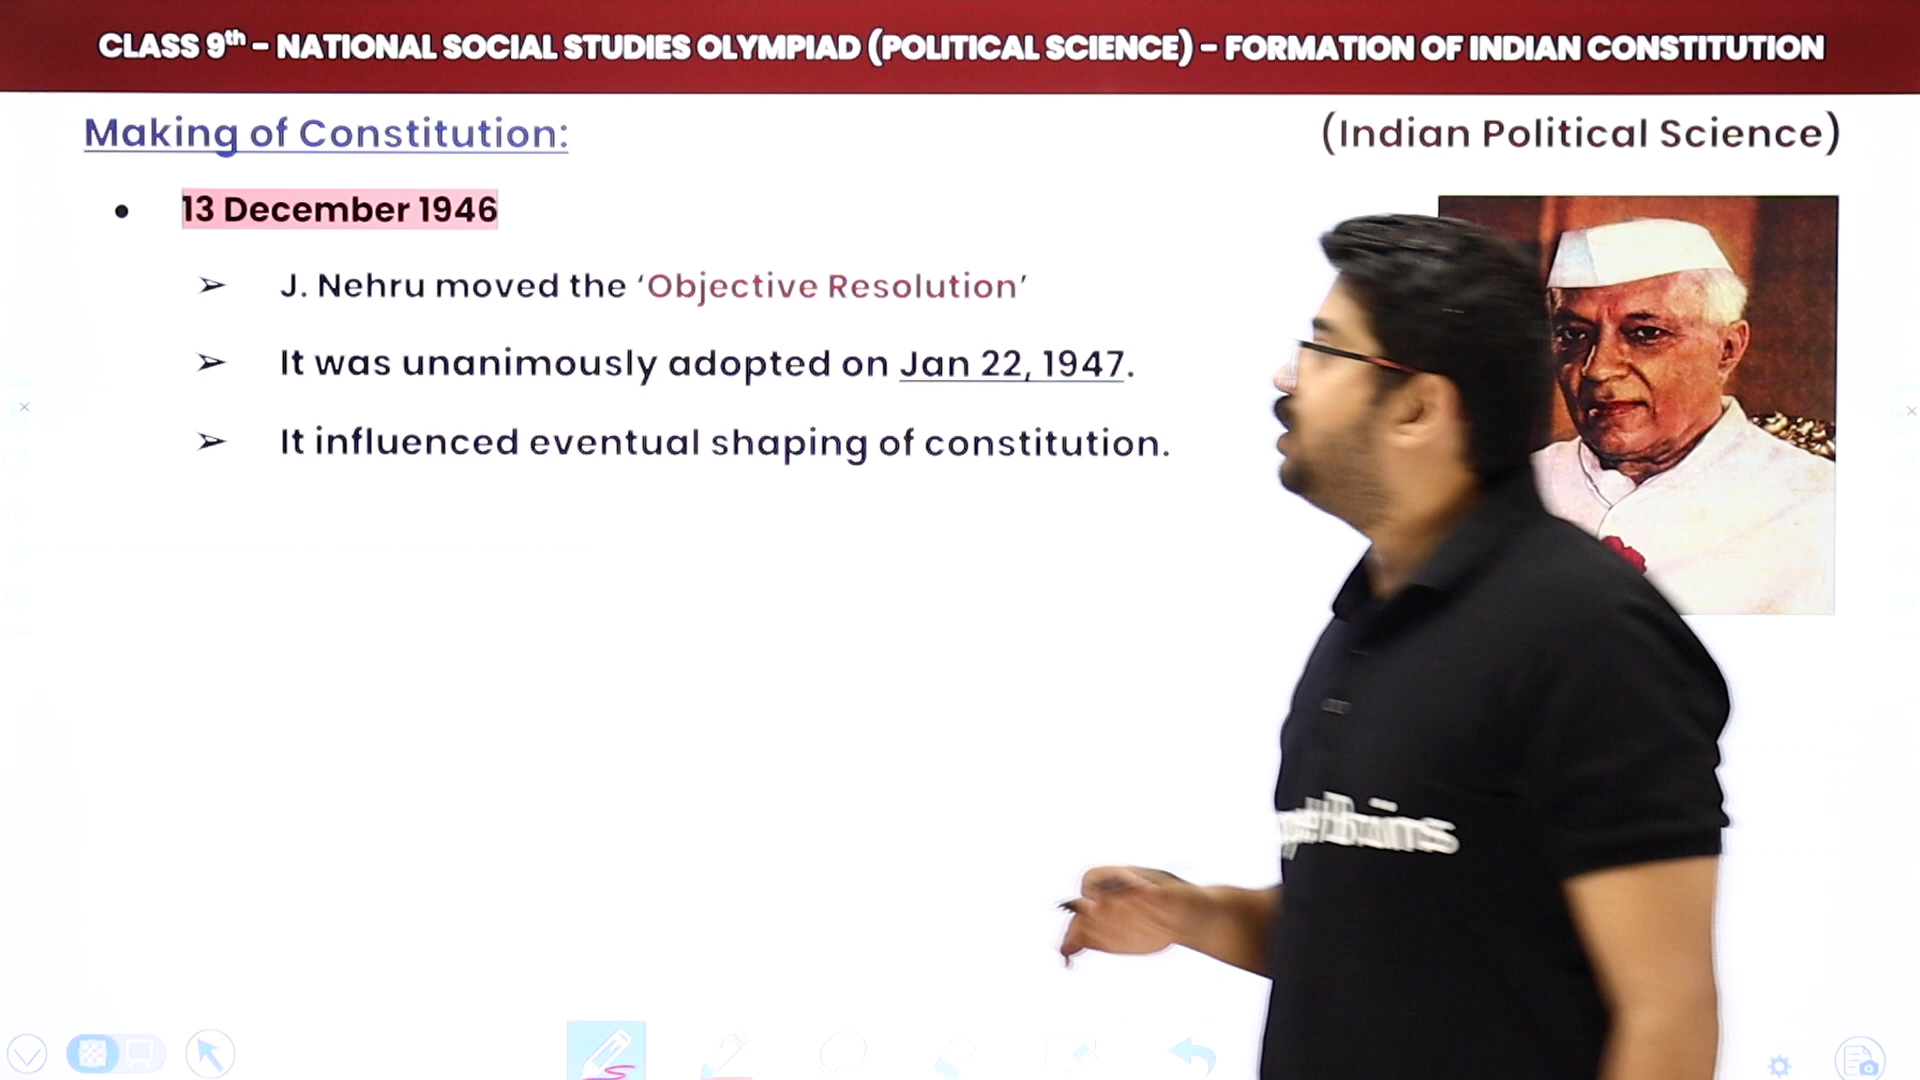 CLASS 9th – NATIONAL SOCIAL STUDIES OLYMPIAD (POLITICAL SCIENCE) – FORMATION OF INDIAN CONSTITUTION
Making of Constitution:
(Indian Political Science)
• 13 December 1946
➢ J. Nehru moved the ‘Objective Resolution’
➢ It was unanimously adopted on Jan 22, 1947.
➢ It influenced eventual shaping of constitution.